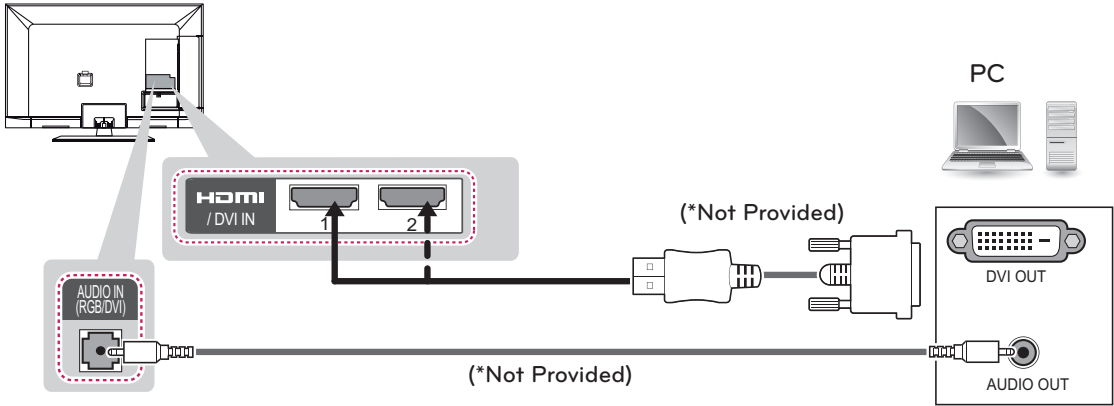 PC
HDMI
/ DVI IN
1
2
(*Not Provided)
DVI OUT
AUDIO IN
(RGB/DVI)
(*Not Provided)
AUDIO OUT